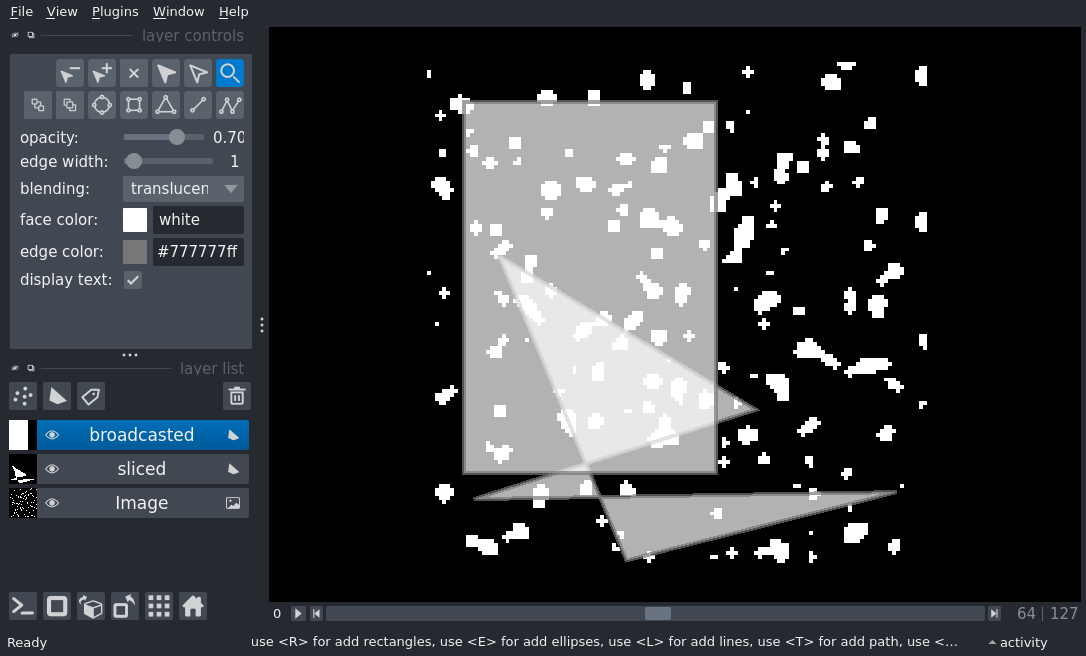 File View Plugins Window Help
layer controls
opacity: 0.70
edge width: 1
blending: translucen
face color: white
edge color: #777777ff
display text:
layer list
broadcasted
sliced
Image
0 64 127
Ready use <R> for add rectangles, use <E> for add ellipses, use <L> for add lines, use <T> for add path, use <... activity